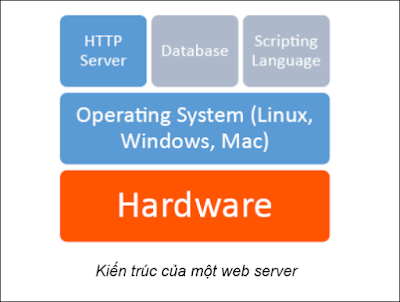 HTTP
Server
Database
Scripting
Language
Operating System (Linux,
Windows, Mac)
Hardware
Kiến trúc của một web server